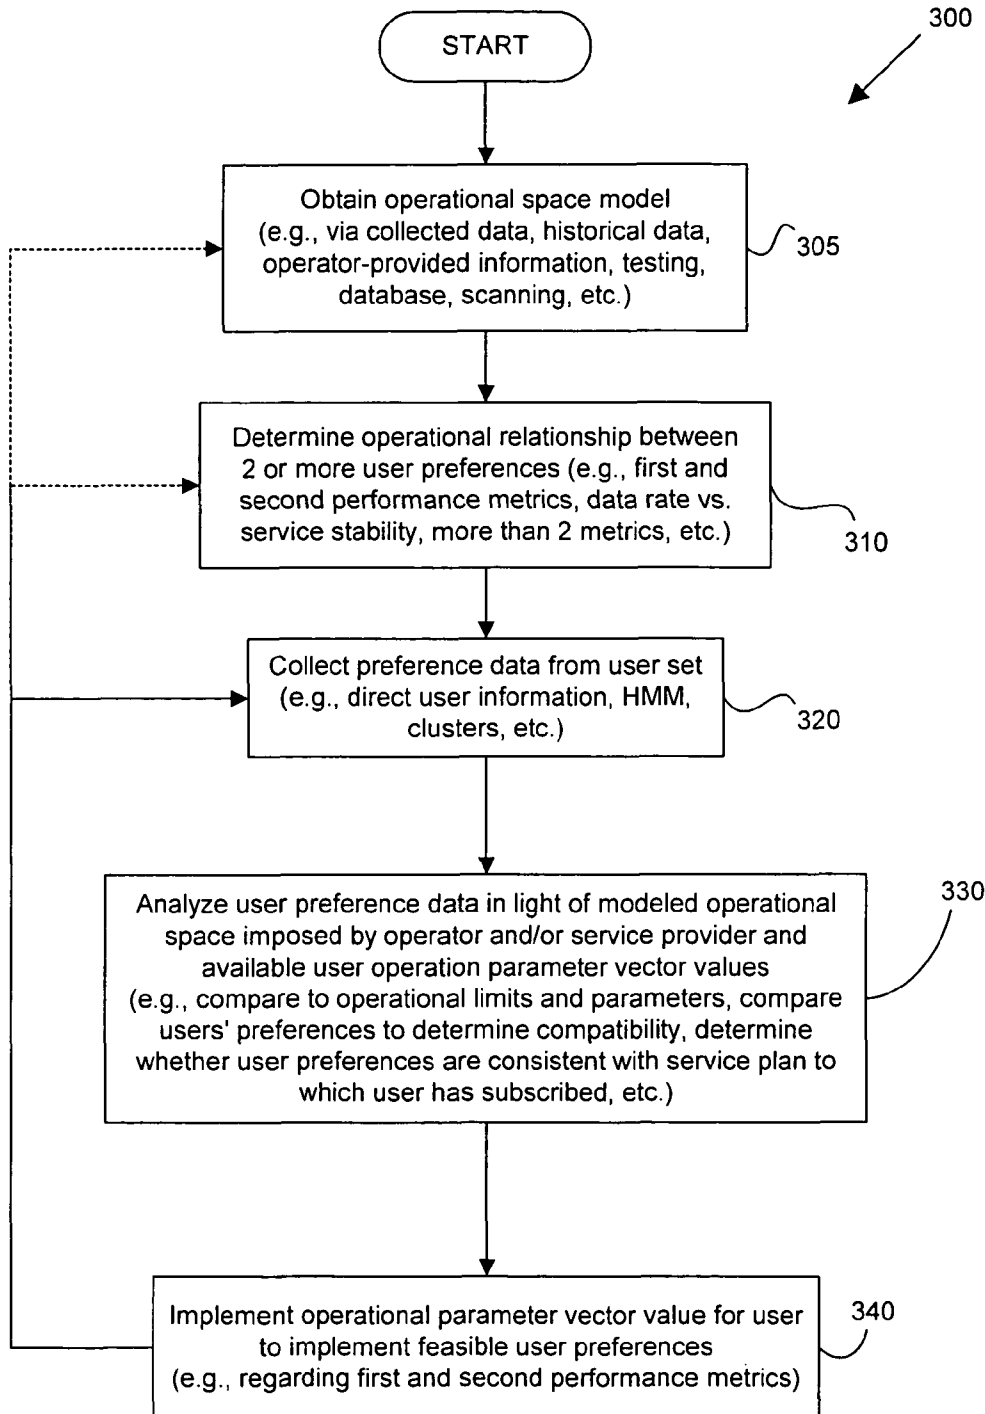 300
START
Obtain operational space model
(e.g., via collected data, historical data,
operator-provided information, testing,
database, scanning, etc.)
305
Determine operational relationship between
2 or more user preferences (e.g., first and
second performance metrics, data rate vs.
service stability, more than 2 metrics, etc.)
310
Collect preference data from user set
(e.g., direct user information, HMM,
clusters, etc.)
320
Analyze user preference data in light of modeled operational
space imposed by operator and/or service provider and
available user operation parameter vector values
(e.g., compare to operational limits and parameters, compare
users' preferences to determine compatibility, determine
whether user preferences are consistent with service plan to
which user has subscribed, etc.)
330
Implement operational parameter vector value for user
to implement feasible user preferences
(e.g., regarding first and second performance metrics)
340